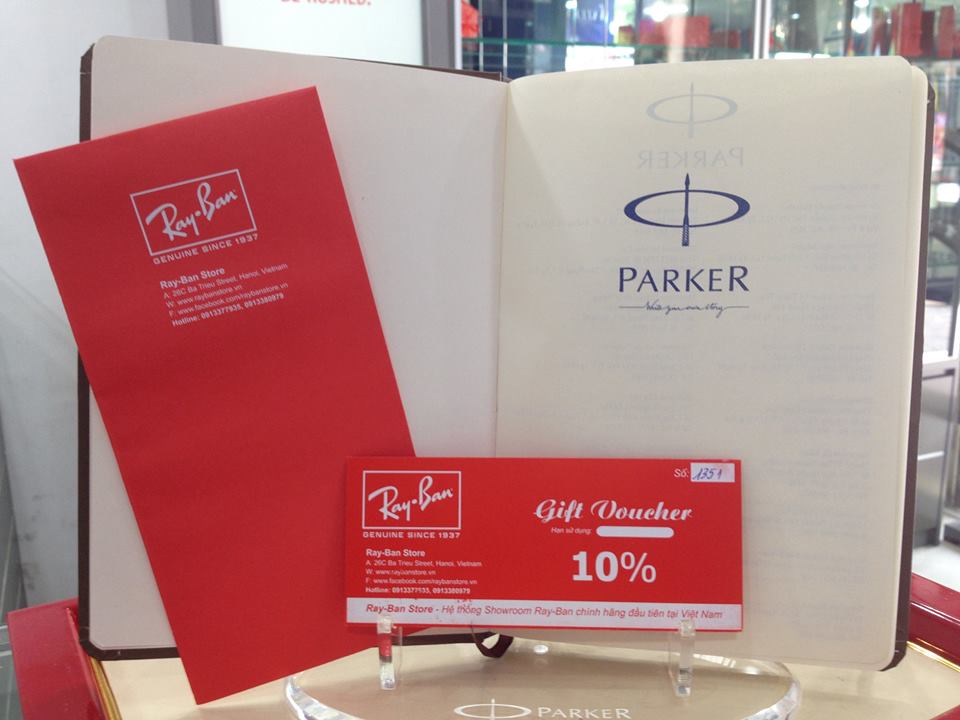 BE RUSHED.
Ray-Ban
GENUINE SINCE 1937
Ray-Ban Store
A: 26C Ba Trieu Street, Hanoi, Vietnam
W: www.raybanstore.vn
F: www.facebook.com/raybanstore.vn
Hotline: 0913377935, 0913380979
PARKER
PARKER
Số: 1351
Ray-Ban
GENUINE SINCE 1937
Gift Voucher
Hạn sử dụng:
10%
Ray-Ban Store
A: 26C Ba Trieu Street, Hanoi, Vietnam
W: www.raybanstore.vn
F: www.facebook.com/raybanstore.vn
Hotline: 0913377935, 0913380979
Ray-Ban Store - Hệ thống Showroom Ray-Ban chính hãng đầu tiên tại Việt Nam
PARKER